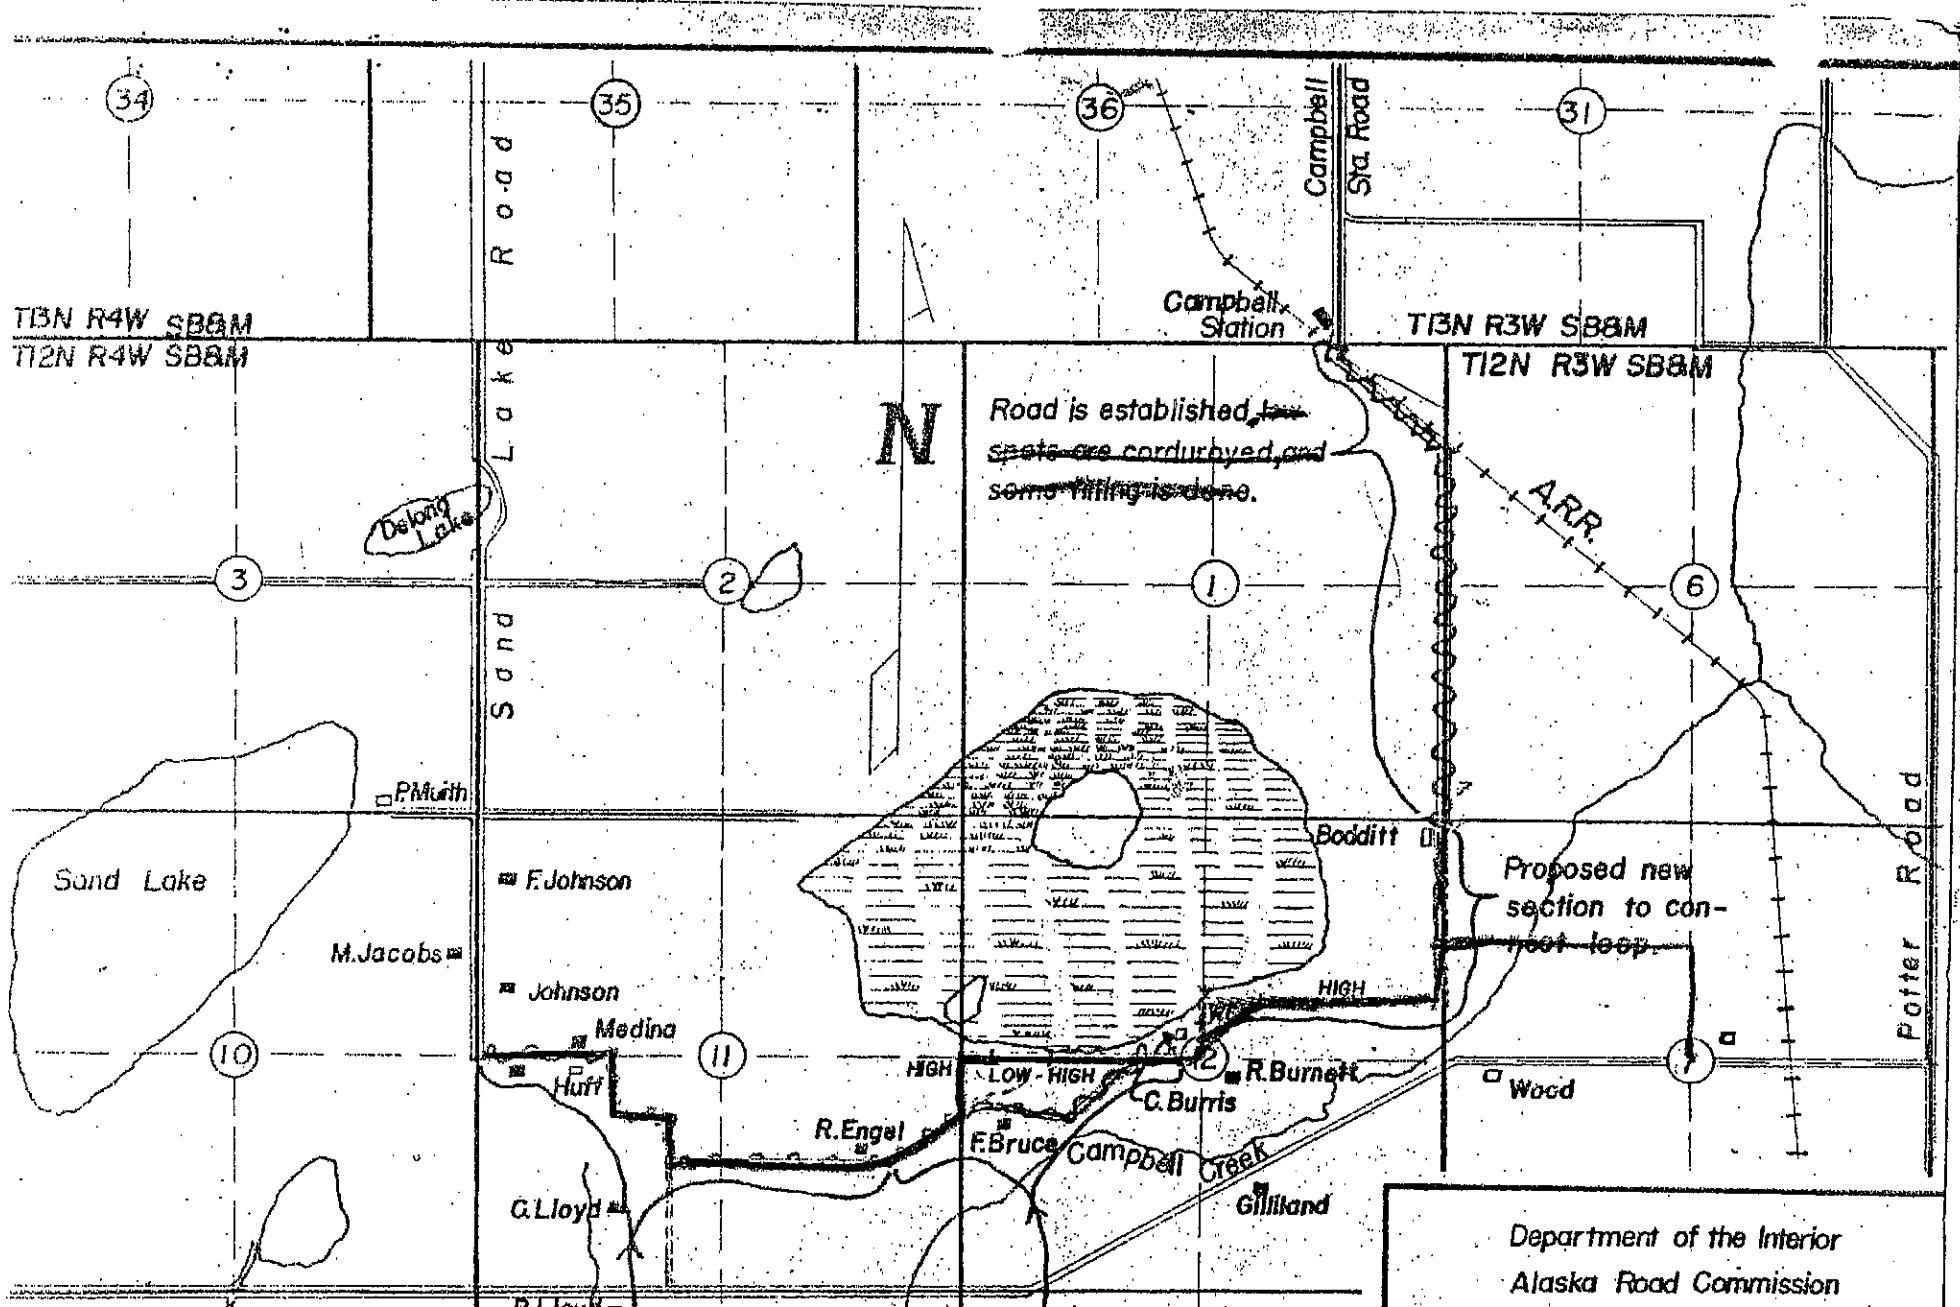 34
35
36
31
Campbell
Sta. Road
Sand Lake Road
Campbell
Station
T13N R4W SB&M
T12N R4W SB&M
T13N R3W SB&M
T12N R3W SB&M
N
Road is established, low
spots are corduroyed, and
some filling is done.
A.R.R.
Delong
Lake
3
2
1
6
P. Muith
Bodditt
Sand Lake
F. Johnson
Proposed new
section to con-
nect loop.
Potter Road
M. Jacobs
Johnson
HIGH
Medina
10
11
12
7
HIGH
LOW-HIGH
R. Burnett
Huff
Wood
C. Burris
R. Engel
F. Bruce
Campbell Creek
C. Lloyd
Gilliland
Department of the Interior
Alaska Road Commission